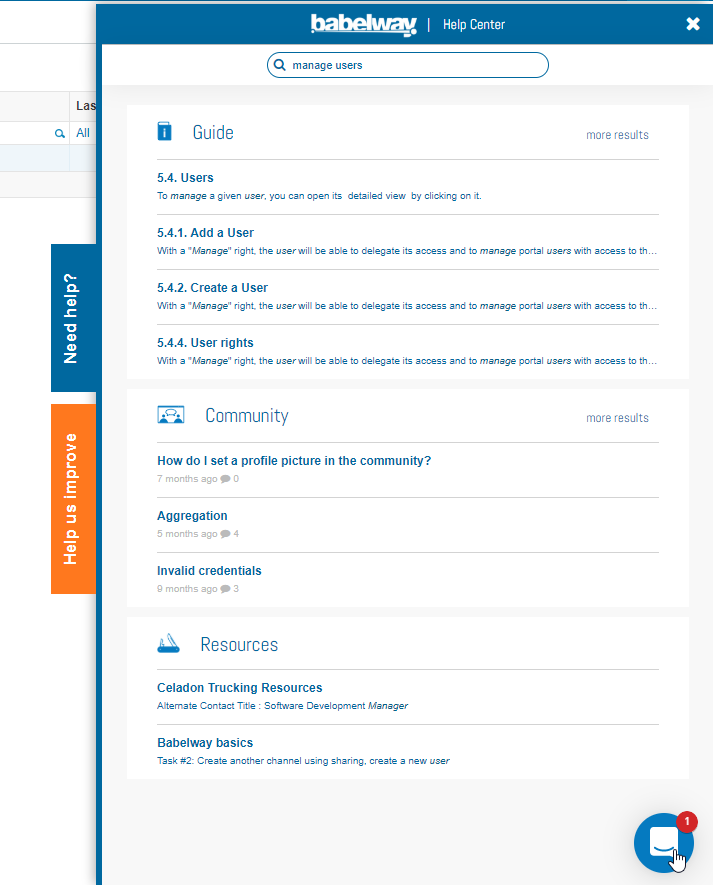 babelway | Help Center
manage users
Las
All
Need help?
Help us improve
Guide
more results
5.4. Users
To manage a given user, you can open its detailed view by clicking on it.
5.4.1. Add a User
With a "Manage" right, the user will be able to delegate its access and to manage portal users with access to th...
5.4.2. Create a User
With a "Manage" right, the user will be able to delegate its access and to manage portal users with access to th...
5.4.4. User rights
With a "Manage" right, the user will be able to delegate its access and to manage portal users with access to th...
Community
more results
How do I set a profile picture in the community?
7 months ago 0
Aggregation
5 months ago 4
Invalid credentials
9 months ago 3
Resources
Celadon Trucking Resources
Alternate Contact Title : Software Development Manager
Babelway basics
Task #2: Create another channel using sharing, create a new user
1